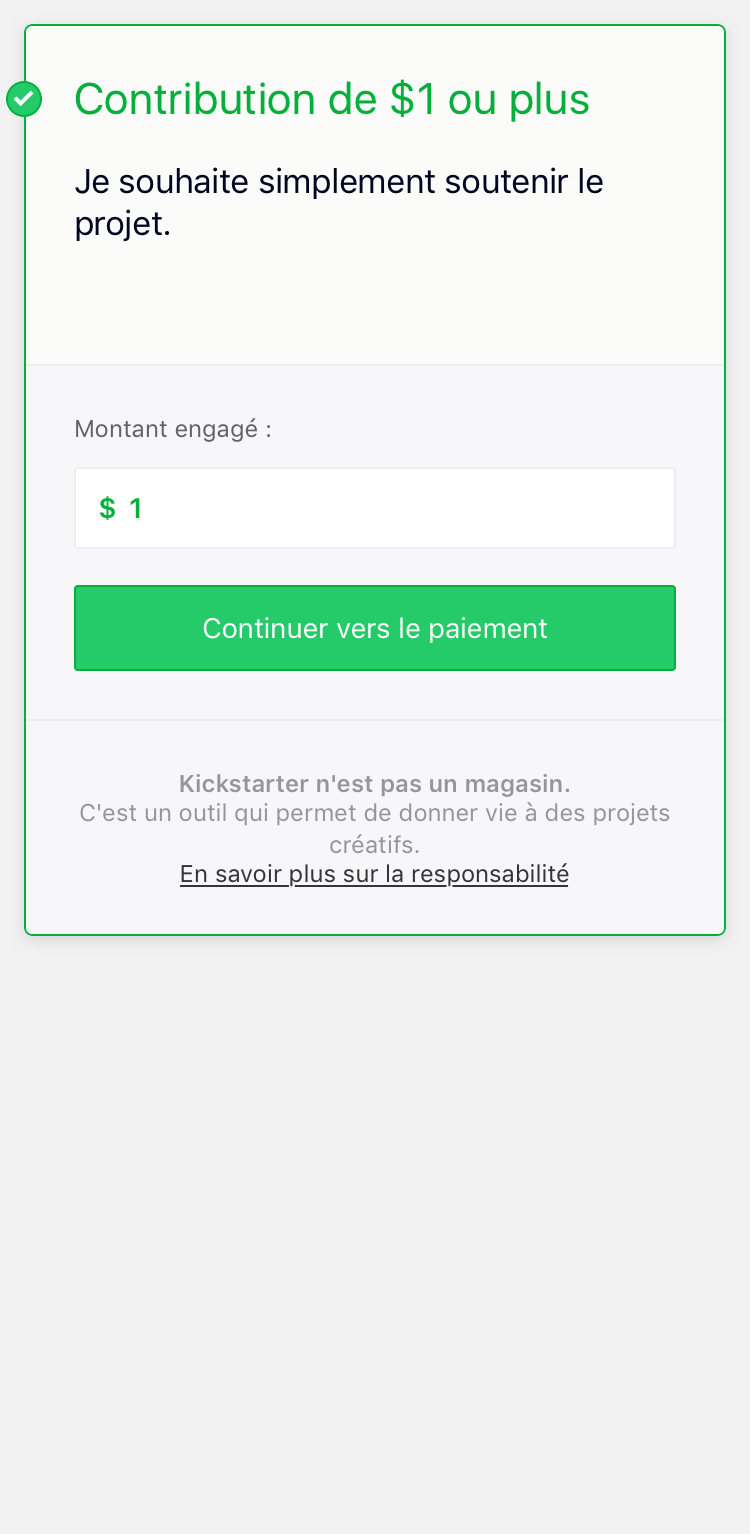 Contribution de $1 ou plus
Je souhaite simplement soutenir le
projet.
Montant engagé :
$ 1
Continuer vers le paiement
Kickstarter n'est pas un magasin.
C'est un outil qui permet de donner vie à des projets
créatifs.
En savoir plus sur la responsabilité